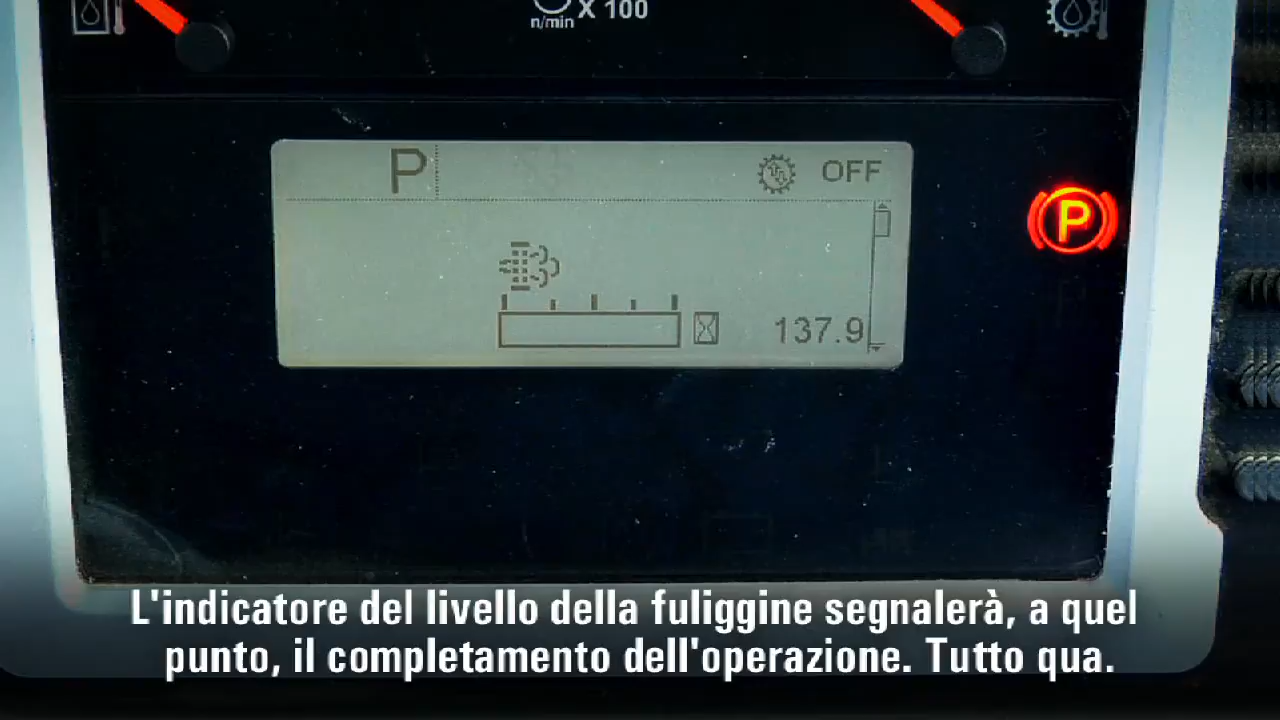 n/min X 100
P OFF
137.9
P
L'indicatore del livello della fuliggine segnalerà, a quel
punto, il completamento dell'operazione. Tutto qua.